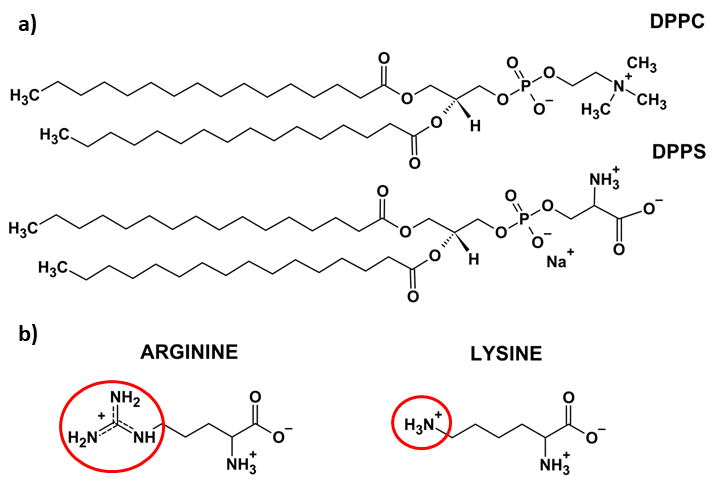 a)
DPPC
O
CH₃
H₃C
O
O
O
P
O
O⁻
N⁺
CH₃
H₃C
H₃C
O
H
O
DPPS
NH₃⁺
O
H₃C
O
O
O
P
O
O⁻
O⁻
O
Na⁺
H₃C
O
H
O
b)
ARGININE
LYSINE
NH₂
+
H₂N
NH
O
O⁻
NH₃⁺
H₃N⁺
O
O⁻
NH₃⁺